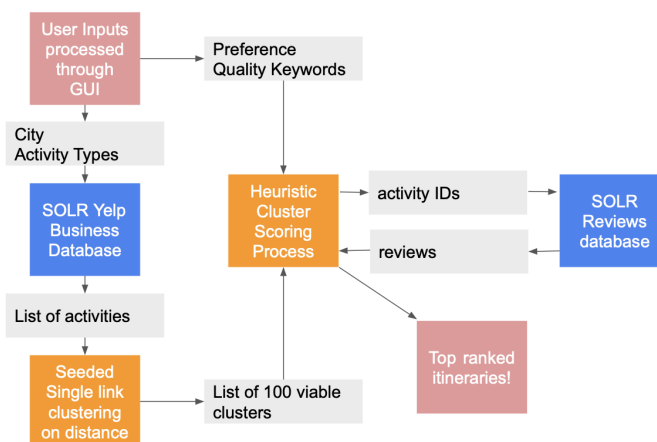 User Inputs
processed
through
GUI
Preference
Quality Keywords
City
Activity Types
SOLR Yelp
Business
Database
Heuristic
Cluster
Scoring
Process
activity IDs
reviews
SOLR
Reviews
database
List of activities
Seeded
Single link
clustering
on distance
List of 100 viable
clusters
Top ranked
itineraries!